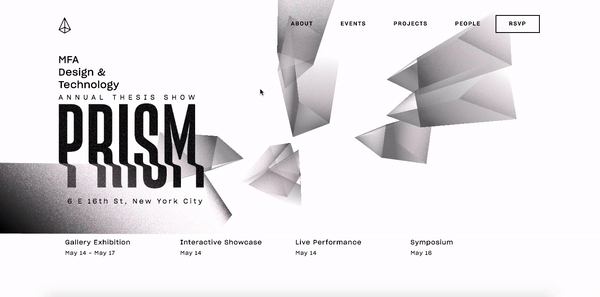 ABOUT EVENTS PROJECTS PEOPLE RSVP
MFA
Design &
Technology
ANNUAL THESIS SHOW
PRISM
6 E 16th St, New York City
Gallery Exhibition
May 14 – May 17
Interactive Showcase
May 14
Live Performance
May 14
Symposium
May 16